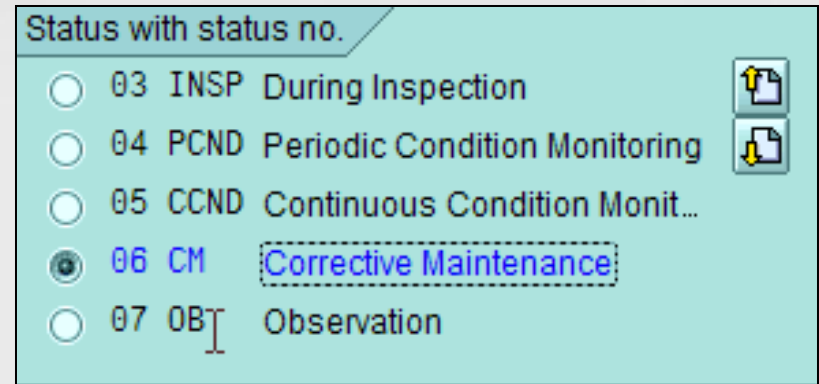 Status with status no.
03 INSP During Inspection
04 PCND Periodic Condition Monitoring
05 CCND Continuous Condition Monit...
06 CM Corrective Maintenance
07 OB Observation